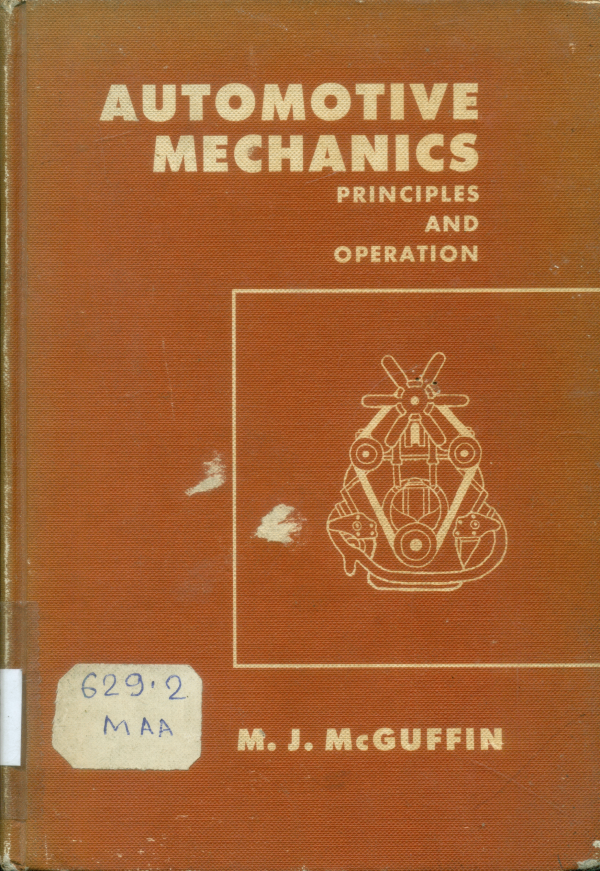 AUTOMOTIVE
MECHANICS
PRINCIPLES
AND
OPERATION
629.2
MAA
M. J. McGUFFIN